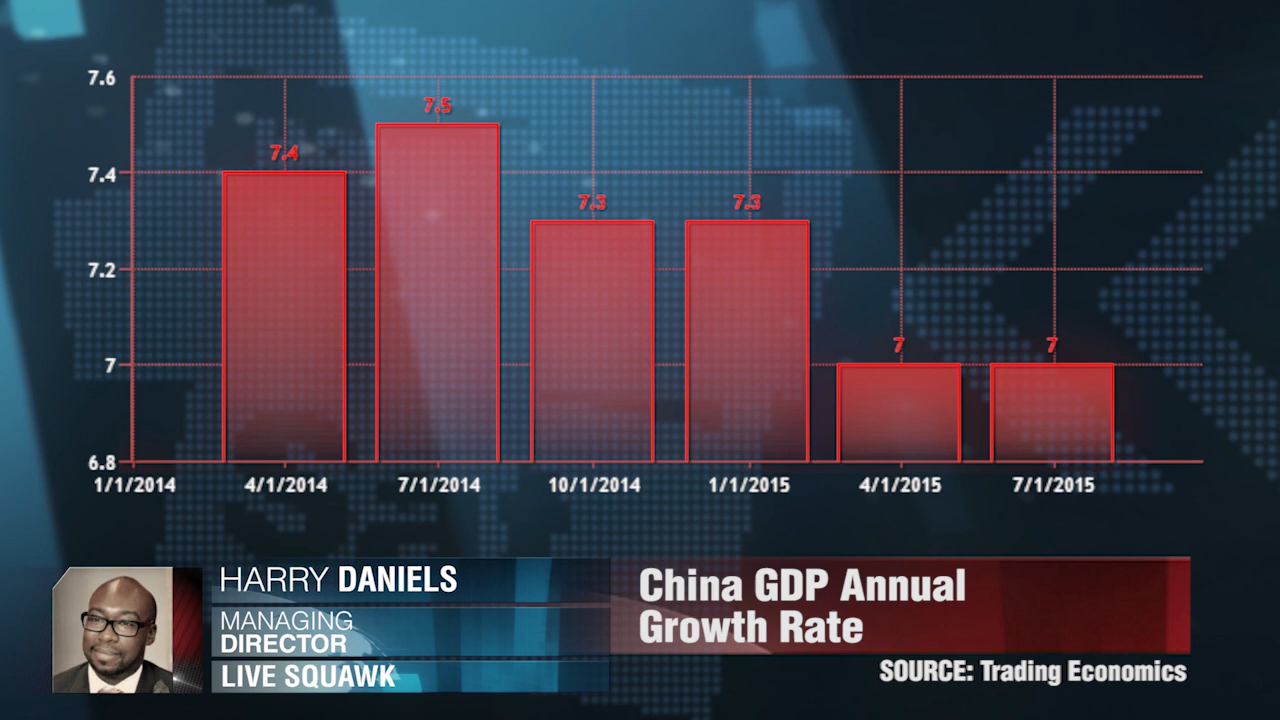 7.6
7.4
7.2
7
6.8
7.4
7.5
7.3
7.3
7
7
1/1/2014 4/1/2014 7/1/2014 10/1/2014 1/1/2015 4/1/2015 7/1/2015
HARRY DANIELS
MANAGING
DIRECTOR
LIVE SQUAWK
China GDP Annual
Growth Rate
SOURCE: Trading Economics